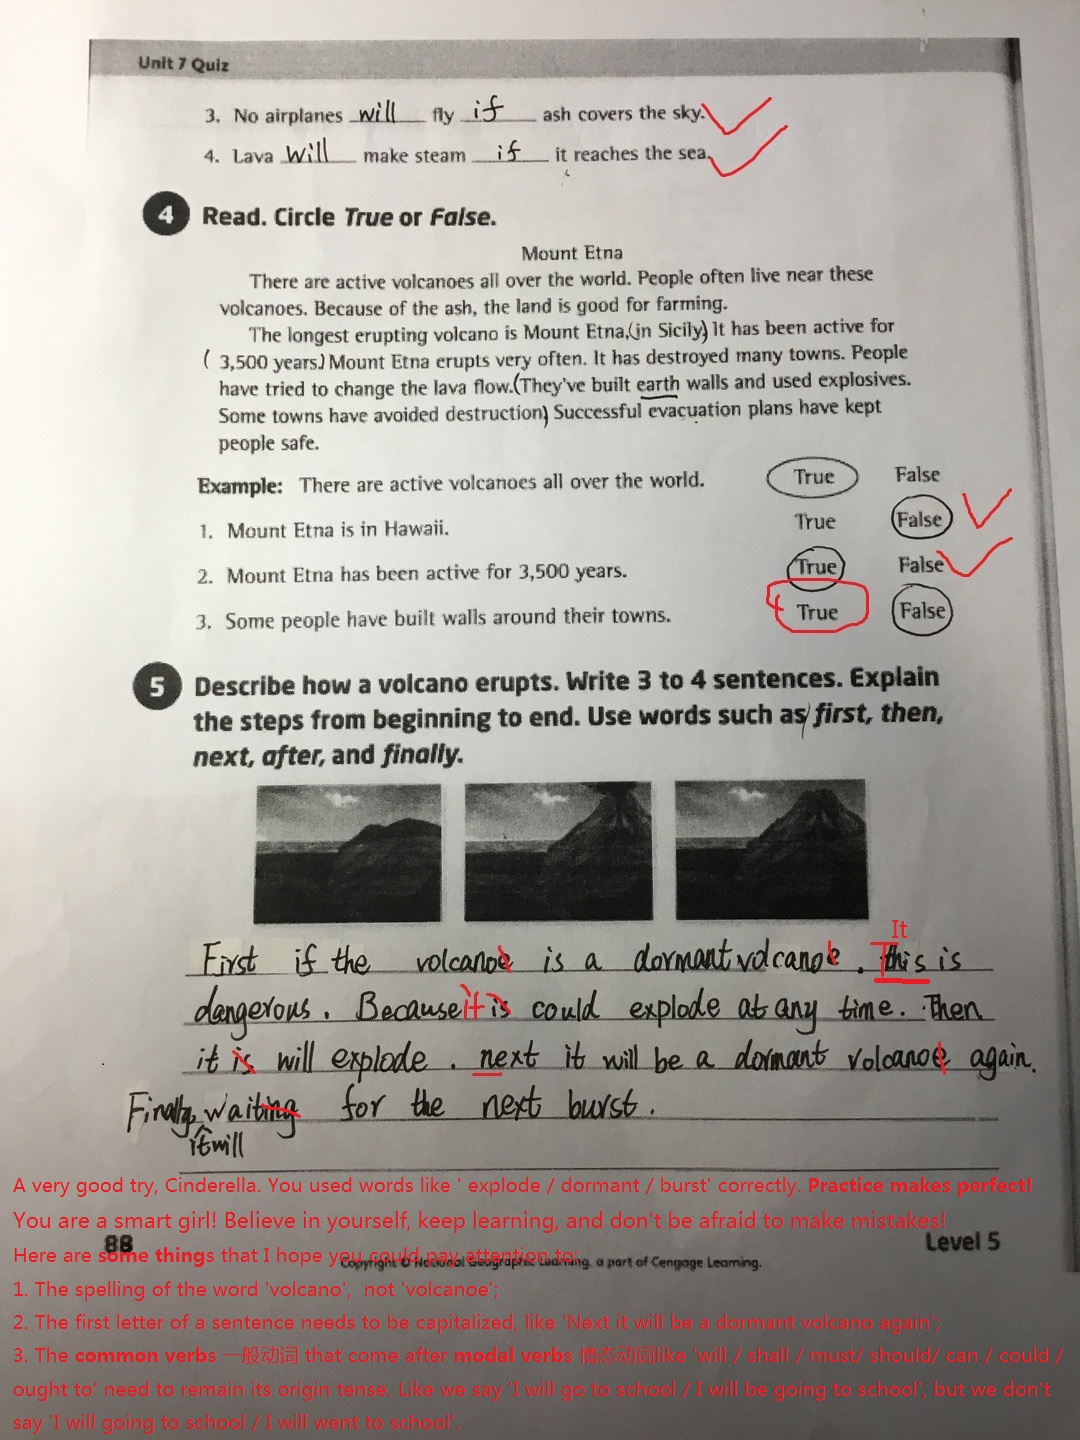 Unit 7 Quiz
3. No airplanes will fly if ash covers the sky.
4. Lava will make steam if it reaches the sea.
4 Read. Circle True or False.
Mount Etna
There are active volcanoes all over the world. People often live near these
volcanoes. Because of the ash, the land is good for farming.
The longest erupting volcano is Mount Etna,(in Sicily) It has been active for
( 3,500 years.) Mount Etna erupts very often. It has destroyed many towns. People
have tried to change the lava flow.(They've built earth walls and used explosives.
Some towns have avoided destruction) Successful evacuation plans have kept
people safe.
Example: There are active volcanoes all over the world. True False
1. Mount Etna is in Hawaii. True False
2. Mount Etna has been active for 3,500 years. True False
3. Some people have built walls around their towns. True False
5 Describe how a volcano erupts. Write 3 to 4 sentences. Explain
the steps from beginning to end. Use words such as first, then,
next, after, and finally.
It
First if the volcanoe is a dormant volcanoe. This is
dangerous. Because it is could explode at any time. Then
it is will explode. next it will be a dormant volcanoe again.
Finally, waiting for the next burst.
it will
A very good try, Cinderella. You used words like ' explode / dormant / burst' correctly. Practice makes perfect!
You are a smart girl! Believe in yourself, keep learning, and don't be afraid to make mistakes!
88 Level 5
Here are some things that I hope you could pay attention to:
Copyright © National Geographic Learning, a part of Cengage Learning.
1. The spelling of the word 'volcano', not 'volcanoe';
2. The first letter of a sentence needs to be capitalized, like 'Next it will be a dormant volcano again';
3. The common verbs 一般动词 that come after modal verbs 情态动词like 'will / shall / must/ should/ can / could /
ought to' need to remain its origin tense. Like we say 'I will go to school / I will be going to school', but we don't
say 'I will going to school / I will went to school'.